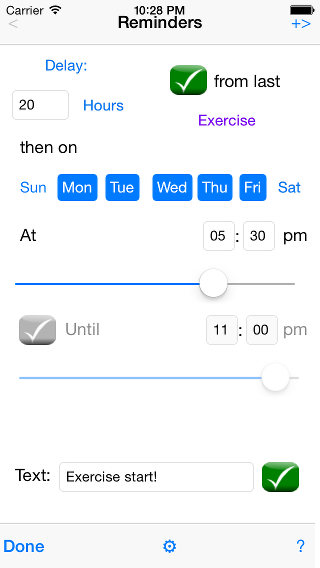 Carrier 10:28 PM
< Reminders +>
Delay:
from last
20 Hours
Exercise
then on
Sun Mon Tue Wed Thu Fri Sat
At 05 : 30 pm
Until 11 : 00 pm
Text: Exercise start!
Done ?